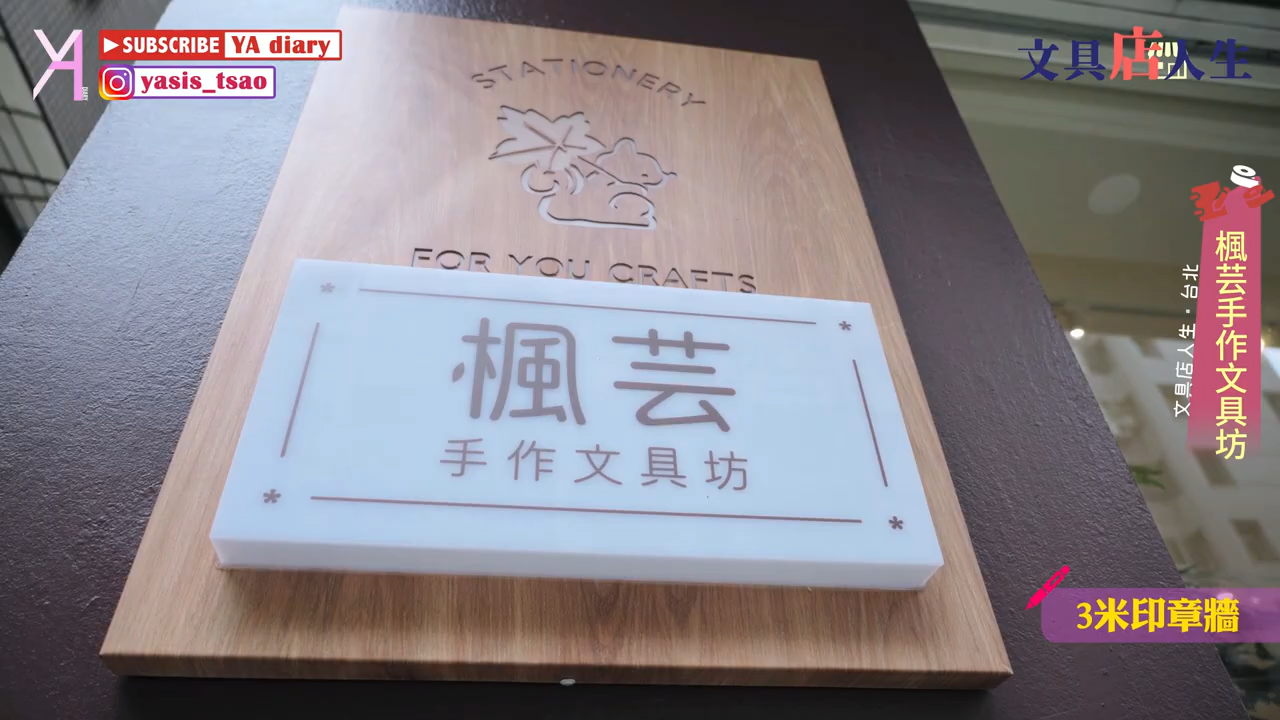 YA
DIARY
SUBSCRIBE YA diary
yasis_tsao
文具店人生
STATIONERY
FOR YOU CRAFTS
楓芸
手作文具坊
楓芸手作文具坊
文具店人生·台北
3米印章牆